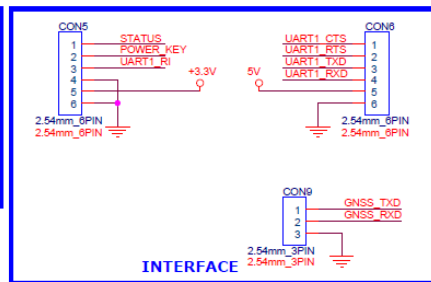 CON5
1 STATUS
2 POWER_KEY
3 UART1_RI
4
5 +3.3V
6
2.54mm_6PIN
2.54mm_6PIN
CON6
UART1_CTS 1
UART1_RTS 2
UART1_TXD 3
UART1_RXD 4
5V 5
6
2.54mm_6PIN
2.54mm_6PIN
CON9
1 GNSS_TXD
2 GNSS_RXD
3
2.54mm_3PIN
2.54mm_3PIN
INTERFACE